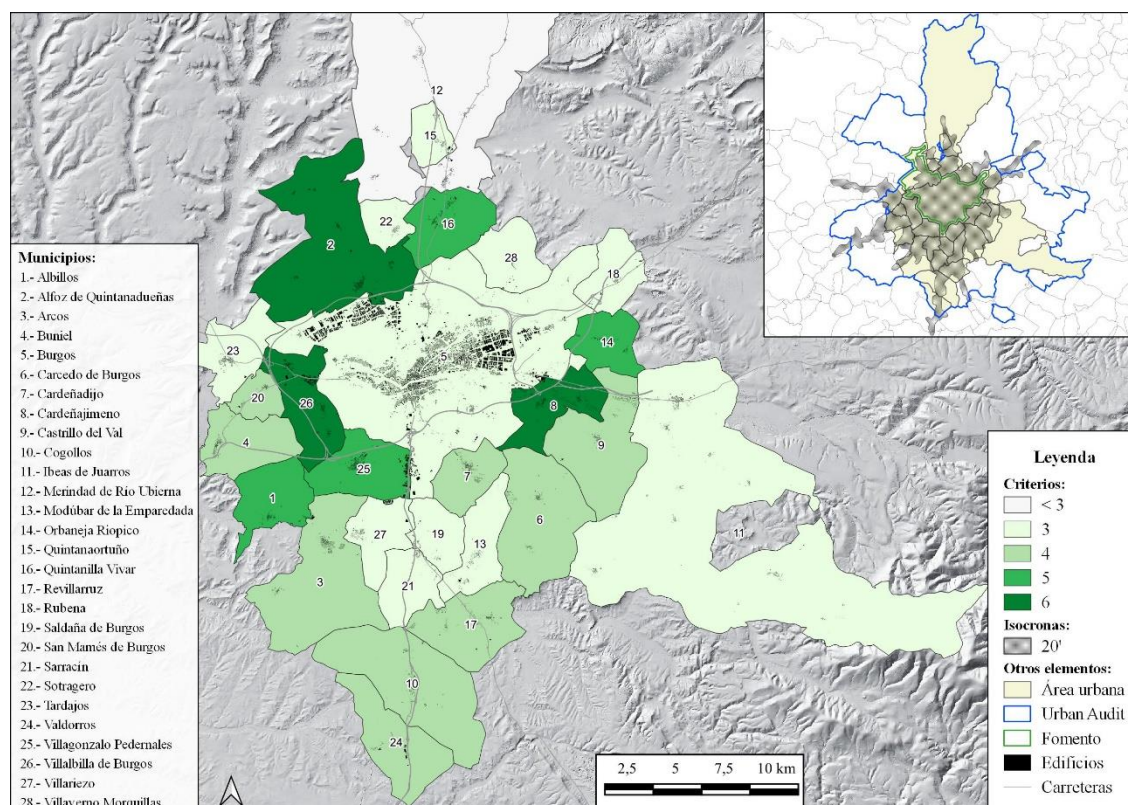 12
15
22
16
2
28
18
Municipios:
1.- Albillos
2.- Alfoz de Quintanadueñas
3.- Arcos
4.- Buniel
5.- Burgos
6.- Carcedo de Burgos
7.- Cardeñadijo
8.- Cardeñajimeno
9.- Castrillo del Val
10.- Cogollos
11.- Ibeas de Juarros
12.- Merindad de Río Ubierna
13.- Modúbar de la Emparedada
14.- Orbaneja Riopico
15.- Quintanaortuño
16.- Quintanilla Vivar
17.- Revillarruz
18.- Rubena
19.- Saldaña de Burgos
20.- San Mamés de Burgos
21.- Sarracín
22.- Sotragero
23.- Tardajos
24.- Valdorros
25.- Villagonzalo Pedernales
26.- Villalbilla de Burgos
27.- Villariezo
28.- Villayerno Morquillas
14
23
5
20
26
8
4
9
25
7
1
6
11
27
19
13
3
21
17
10
24
Leyenda
Criterios:
< 3
3
4
5
6
Isocronas:
20'
Otros elementos:
Área urbana
Urban Audit
Fomento
Edificios
Carreteras
2,5 5 7,5 10 km